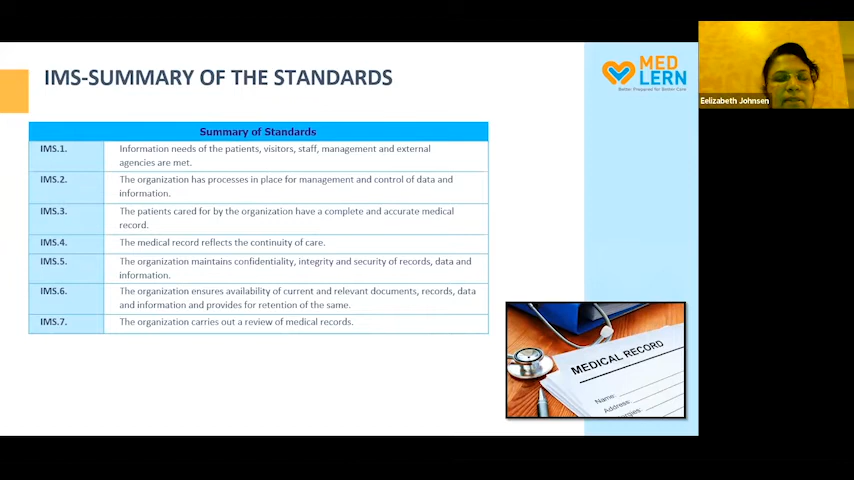 IMS-SUMMARY OF THE STANDARDS
MED
LERN
Better Prepared for Better Care
Eelizabeth Johnsen
Summary of Standards
IMS.1. Information needs of the patients, visitors, staff, management and external
agencies are met.
IMS.2. The organization has processes in place for management and control of data and
information.
IMS.3. The patients cared for by the organization have a complete and accurate medical
record.
IMS.4. The medical record reflects the continuity of care.
IMS.5. The organization maintains confidentiality, integrity and security of records, data and
information.
IMS.6. The organization ensures availability of current and relevant documents, records, data
and information and provides for retention of the same.
IMS.7. The organization carries out a review of medical records.
MEDICAL RECORD
Name:
Address: